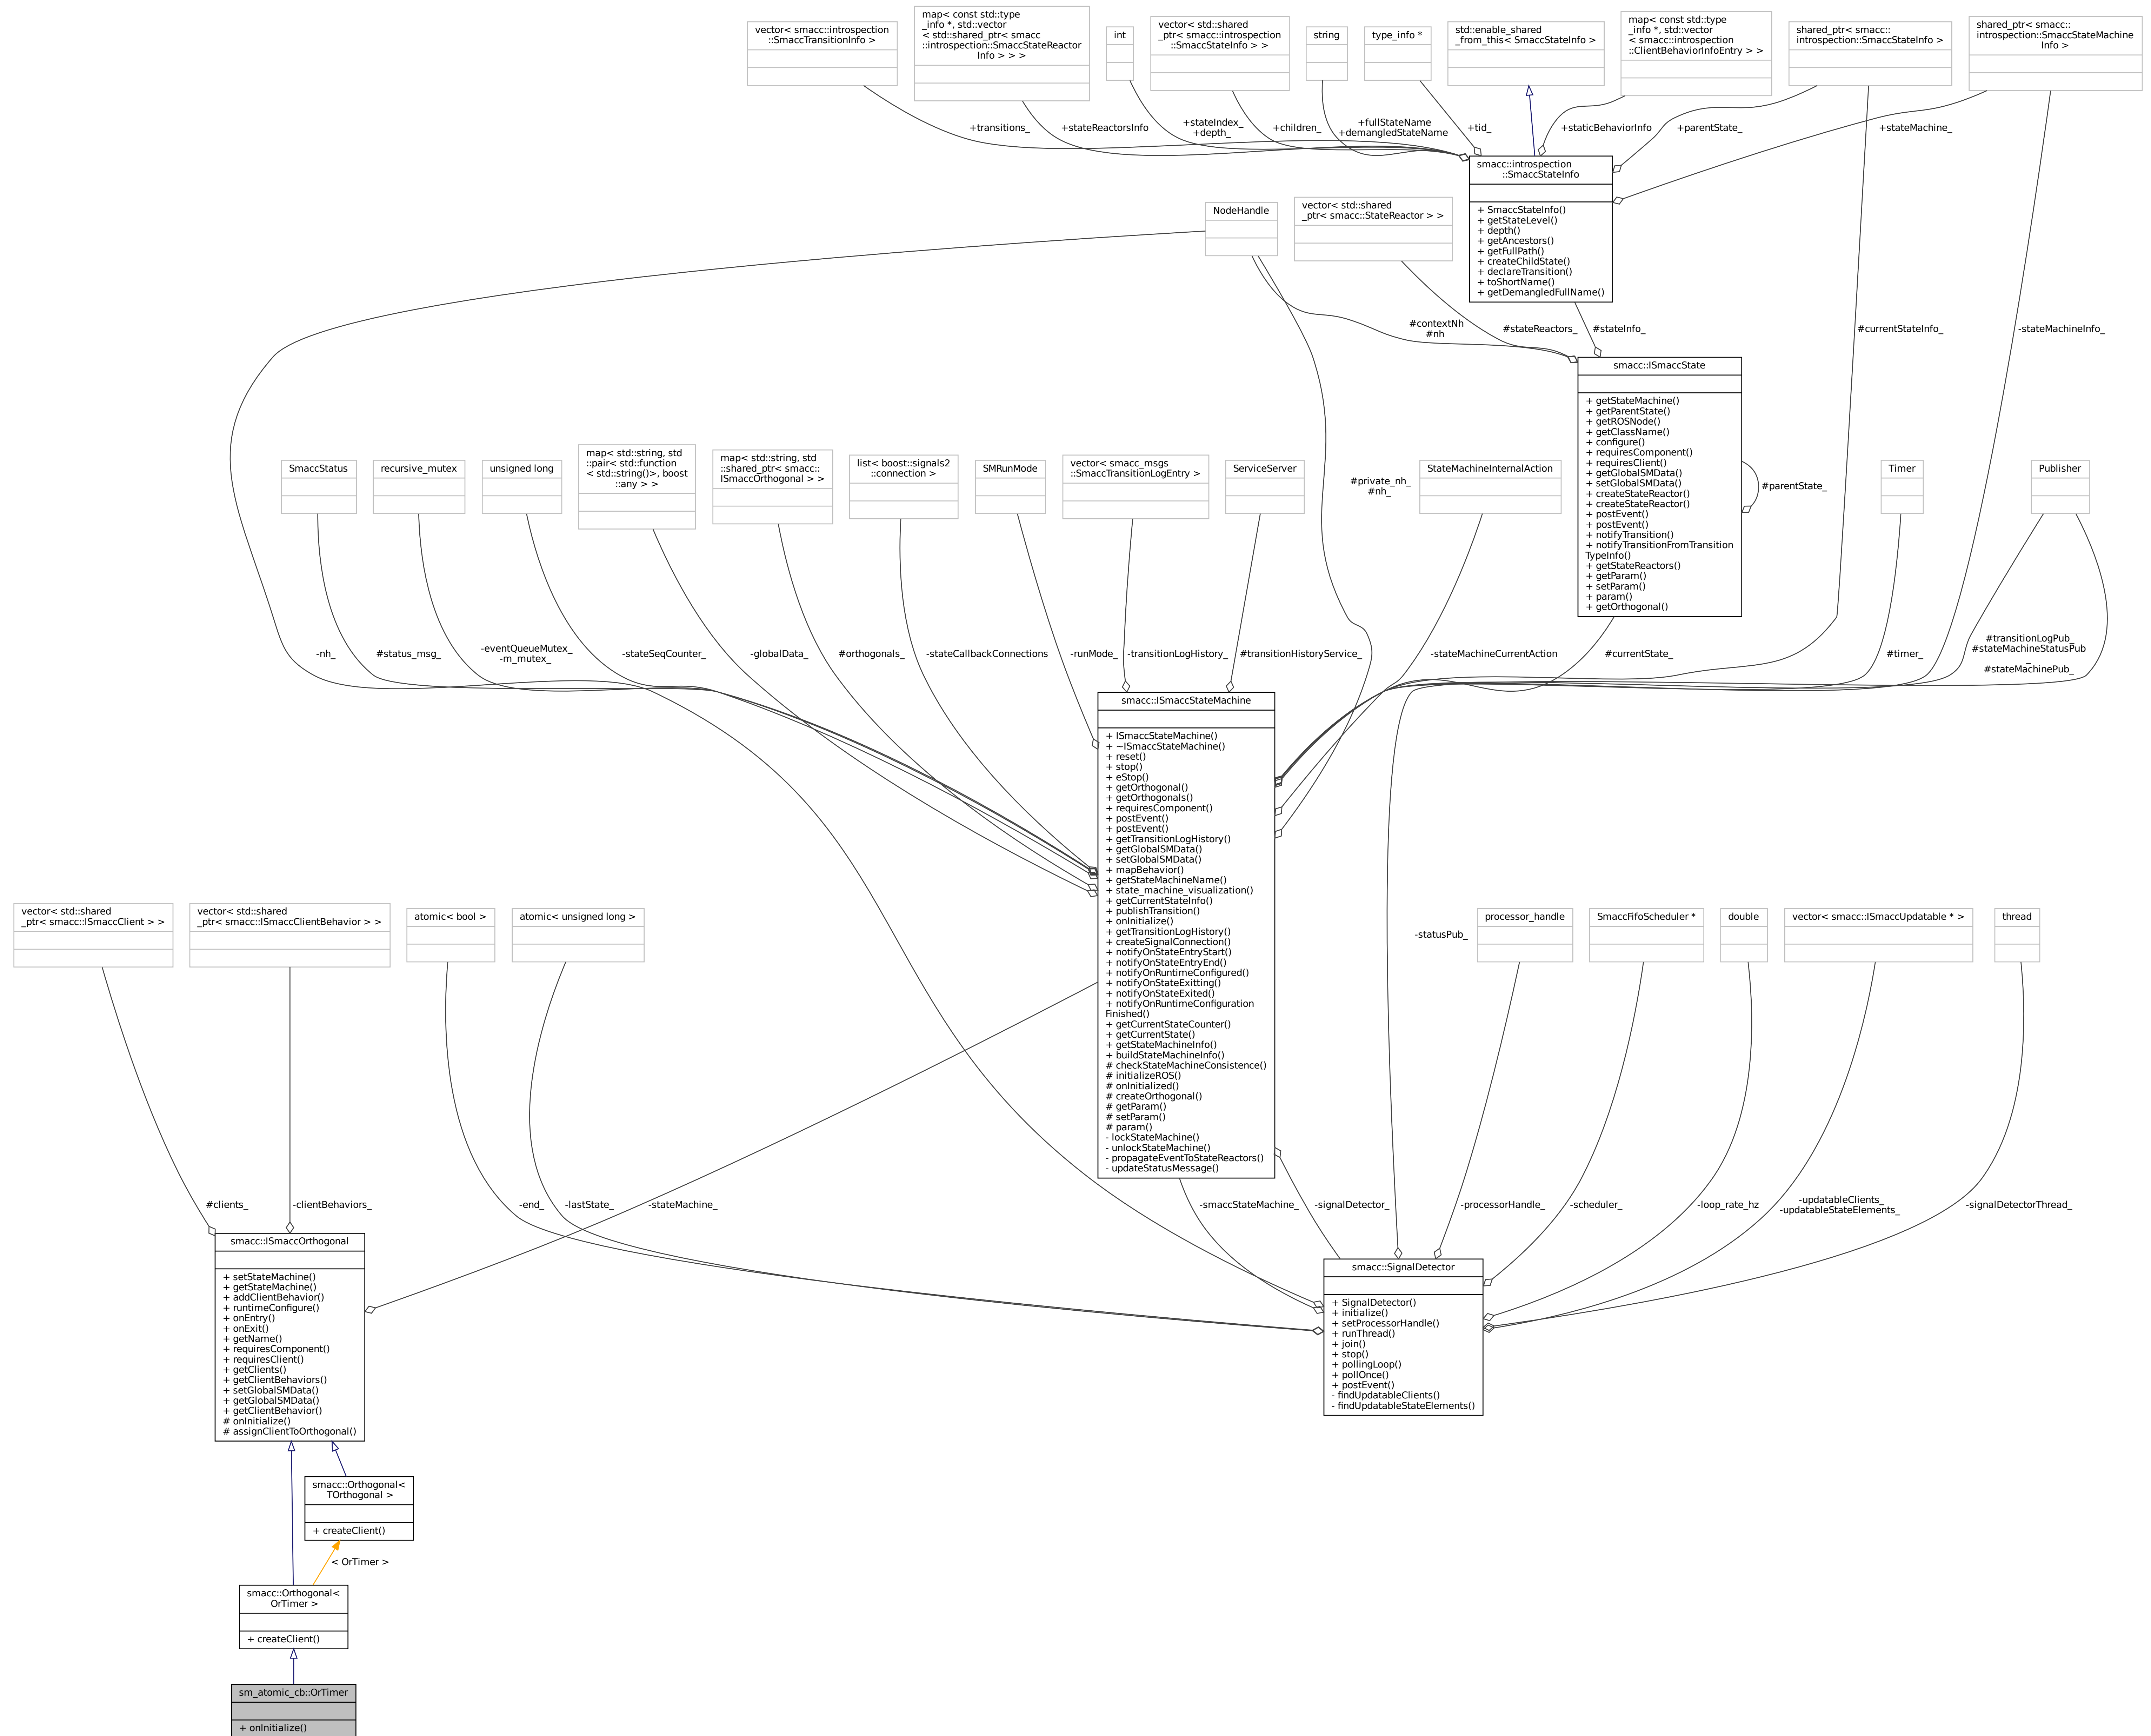 vector< smacc::introspection
::SmaccTransitionInfo >
map< const std::type
_info *, std::vector
< std::shared_ptr< smacc
::introspection::SmaccStateReactor
Info > > >
int
vector< std::shared
_ptr< smacc::introspection
::SmaccStateInfo > >
string
type_info *
std::enable_shared
_from_this< SmaccStateInfo >
map< const std::type
_info *, std::vector
< smacc::introspection
::ClientBehaviorInfoEntry > >
shared_ptr< smacc::
introspection::SmaccStateInfo >
shared_ptr< smacc::
introspection::SmaccStateMachine
Info >
+transitions_
+stateReactorsInfo
+stateIndex_
+depth_
+children_
+fullStateName
+demangledStateName
+tid_
+staticBehaviorInfo
+parentState_
+stateMachine_
smacc::introspection
::SmaccStateInfo
+ SmaccStateInfo()
+ getStateLevel()
+ depth()
+ getAncestors()
+ getFullPath()
+ createChildState()
+ declareTransition()
+ toShortName()
+ getDemangledFullName()
NodeHandle
vector< std::shared
_ptr< smacc::StateReactor > >
#contextNh
#nh
#stateReactors_
#stateInfo_
#currentStateInfo_
-stateMachineInfo_
smacc::ISmaccState
+ getStateMachine()
+ getParentState()
+ getROSNode()
+ getClassName()
+ configure()
+ requiresComponent()
+ requiresClient()
+ getGlobalSMData()
+ setGlobalSMData()
+ createStateReactor()
+ createStateReactor()
+ postEvent()
+ postEvent()
+ notifyTransition()
+ notifyTransitionFromTransition
TypeInfo()
+ getStateReactors()
+ getParam()
+ setParam()
+ param()
+ getOrthogonal()
#parentState_
SmaccStatus
recursive_mutex
unsigned long
map< std::string, std
::pair< std::function
< std::string()>, boost
::any > >
map< std::string, std
::shared_ptr< smacc::
ISmaccOrthogonal > >
list< boost::signals2
::connection >
SMRunMode
vector< smacc_msgs
::SmaccTransitionLogEntry >
ServiceServer
#private_nh_
#nh_
StateMachineInternalAction
Timer
Publisher
-nh_
#status_msg_
-eventQueueMutex_
-m_mutex_
-stateSeqCounter_
-globalData_
#orthogonals_
-stateCallbackConnections
-runMode_
-transitionLogHistory_
#transitionHistoryService_
-stateMachineCurrentAction
#currentState_
#timer_
#transitionLogPub_
#stateMachineStatusPub
_
#stateMachinePub_
smacc::ISmaccStateMachine
+ ISmaccStateMachine()
+ ~ISmaccStateMachine()
+ reset()
+ stop()
+ eStop()
+ getOrthogonal()
+ getOrthogonals()
+ requiresComponent()
+ postEvent()
+ postEvent()
+ getTransitionLogHistory()
+ getGlobalSMData()
+ setGlobalSMData()
+ mapBehavior()
+ getStateMachineName()
+ state_machine_visualization()
+ getCurrentStateInfo()
+ publishTransition()
+ onInitialize()
+ getTransitionLogHistory()
+ createSignalConnection()
+ notifyOnStateEntryStart()
+ notifyOnStateEntryEnd()
+ notifyOnRuntimeConfigured()
+ notifyOnStateExitting()
+ notifyOnStateExited()
+ notifyOnRuntimeConfiguration
Finished()
+ getCurrentStateCounter()
+ getCurrentState()
+ getStateMachineInfo()
+ buildStateMachineInfo()
# checkStateMachineConsistence()
# initializeROS()
# onInitialized()
# createOrthogonal()
# getParam()
# setParam()
# param()
- lockStateMachine()
- unlockStateMachine()
- propagateEventToStateReactors()
- updateStatusMessage()
vector< std::shared
_ptr< smacc::ISmaccClient > >
vector< std::shared
_ptr< smacc::ISmaccClientBehavior > >
atomic< bool >
atomic< unsigned long >
-statusPub_
processor_handle
SmaccFifoScheduler *
double
vector< smacc::ISmaccUpdatable * >
thread
#clients_
-clientBehaviors_
-end_
-lastState_
-stateMachine_
-smaccStateMachine_
-signalDetector_
-processorHandle_
-scheduler_
-loop_rate_hz
-updatableClients_
-updatableStateElements_
-signalDetectorThread_
smacc::ISmaccOrthogonal
+ setStateMachine()
+ getStateMachine()
+ addClientBehavior()
+ runtimeConfigure()
+ onEntry()
+ onExit()
+ getName()
+ requiresComponent()
+ requiresClient()
+ getClients()
+ getClientBehaviors()
+ setGlobalSMData()
+ getGlobalSMData()
+ getClientBehavior()
# onInitialize()
# assignClientToOrthogonal()
smacc::SignalDetector
+ SignalDetector()
+ initialize()
+ setProcessorHandle()
+ runThread()
+ join()
+ stop()
+ pollingLoop()
+ pollOnce()
+ postEvent()
- findUpdatableClients()
- findUpdatableStateElements()
smacc::Orthogonal<
TOrthogonal >
+ createClient()
< OrTimer >
smacc::Orthogonal<
OrTimer >
+ createClient()
sm_atomic_cb::OrTimer
+ onInitialize()